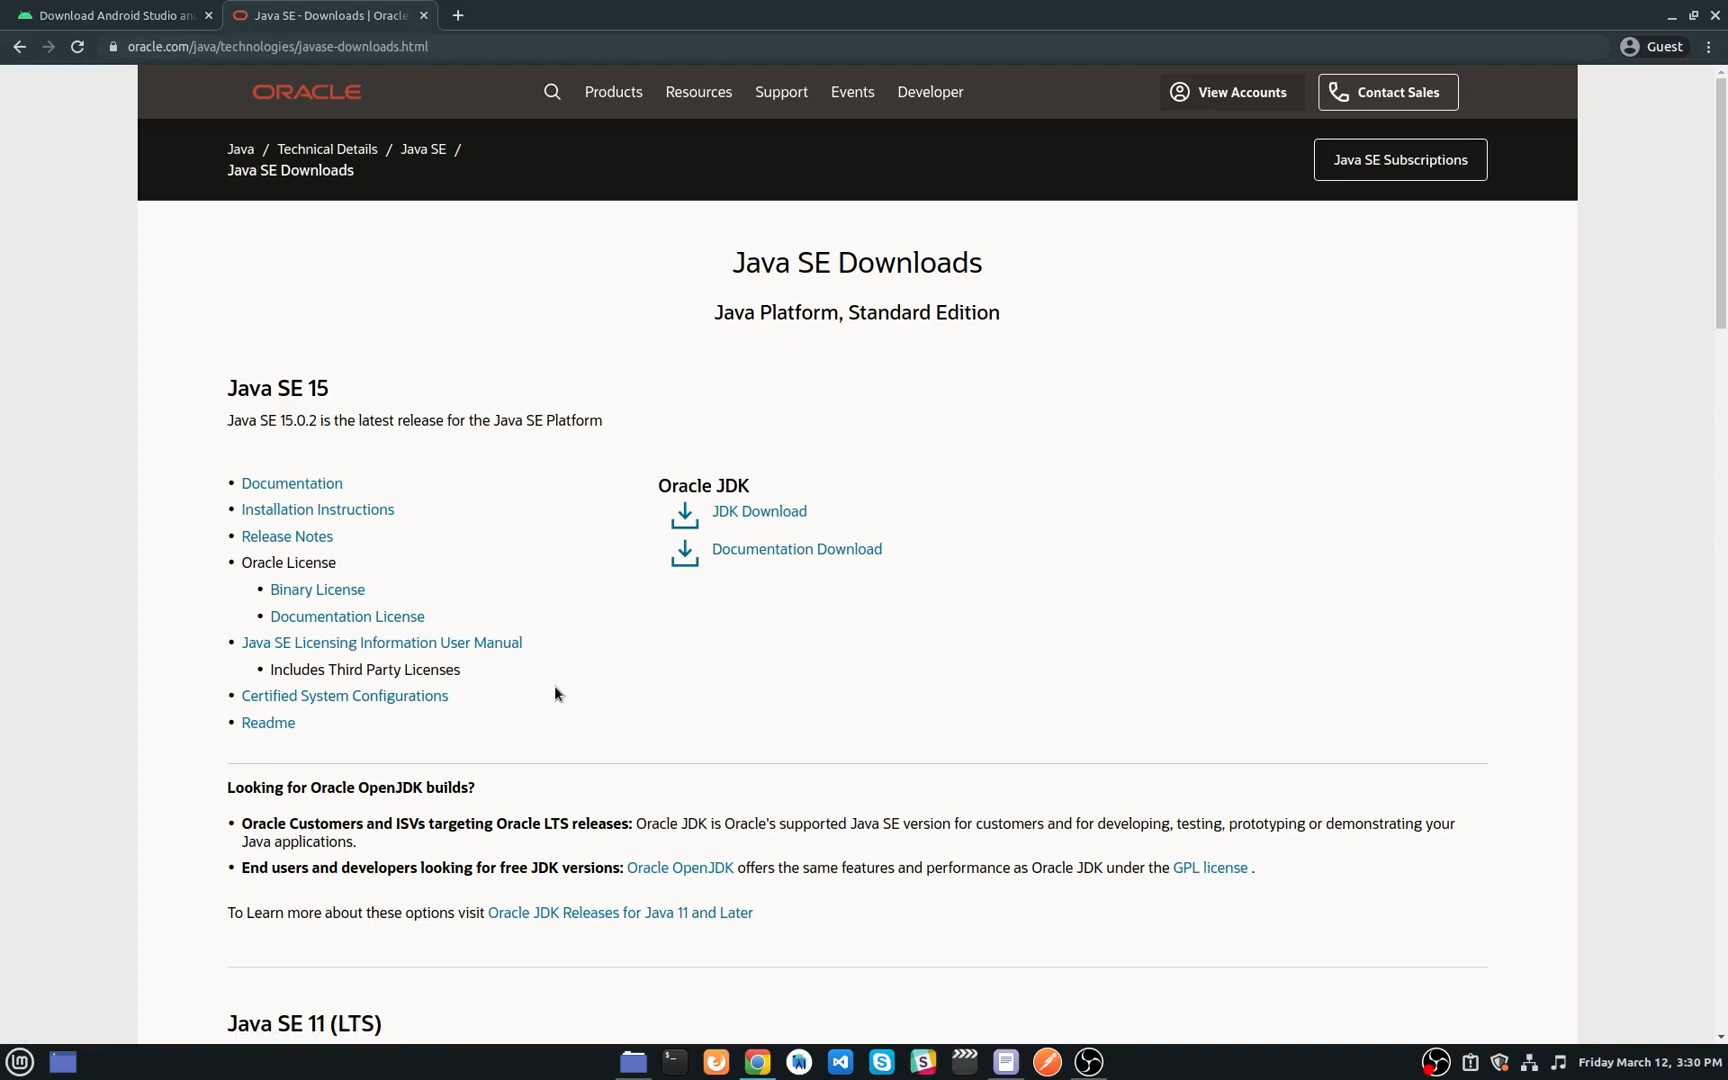 Download Android Studio an
Java SE - Downloads | Oracle
oracle.com/java/technologies/javase-downloads.html
Guest
ORACLE
Products
Resources
Support
Events
Developer
View Accounts
Contact Sales
Java / Technical Details / Java SE /
Java SE Downloads
Java SE Subscriptions
Java SE Downloads
Java Platform, Standard Edition
Java SE 15
Java SE 15.0.2 is the latest release for the Java SE Platform
• Documentation
• Installation Instructions
• Release Notes
• Oracle License
• Binary License
• Documentation License
• Java SE Licensing Information User Manual
• Includes Third Party Licenses
• Certified System Configurations
• Readme
Oracle JDK
JDK Download
Documentation Download
Looking for Oracle OpenJDK builds?
• Oracle Customers and ISVs targeting Oracle LTS releases: Oracle JDK is Oracle's supported Java SE version for customers and for developing, testing, prototyping or demonstrating your
Java applications.
• End users and developers looking for free JDK versions: Oracle OpenJDK offers the same features and performance as Oracle JDK under the GPL license .
To Learn more about these options visit Oracle JDK Releases for Java 11 and Later
Java SE 11 (LTS)
Friday March 12, 3:30 PM